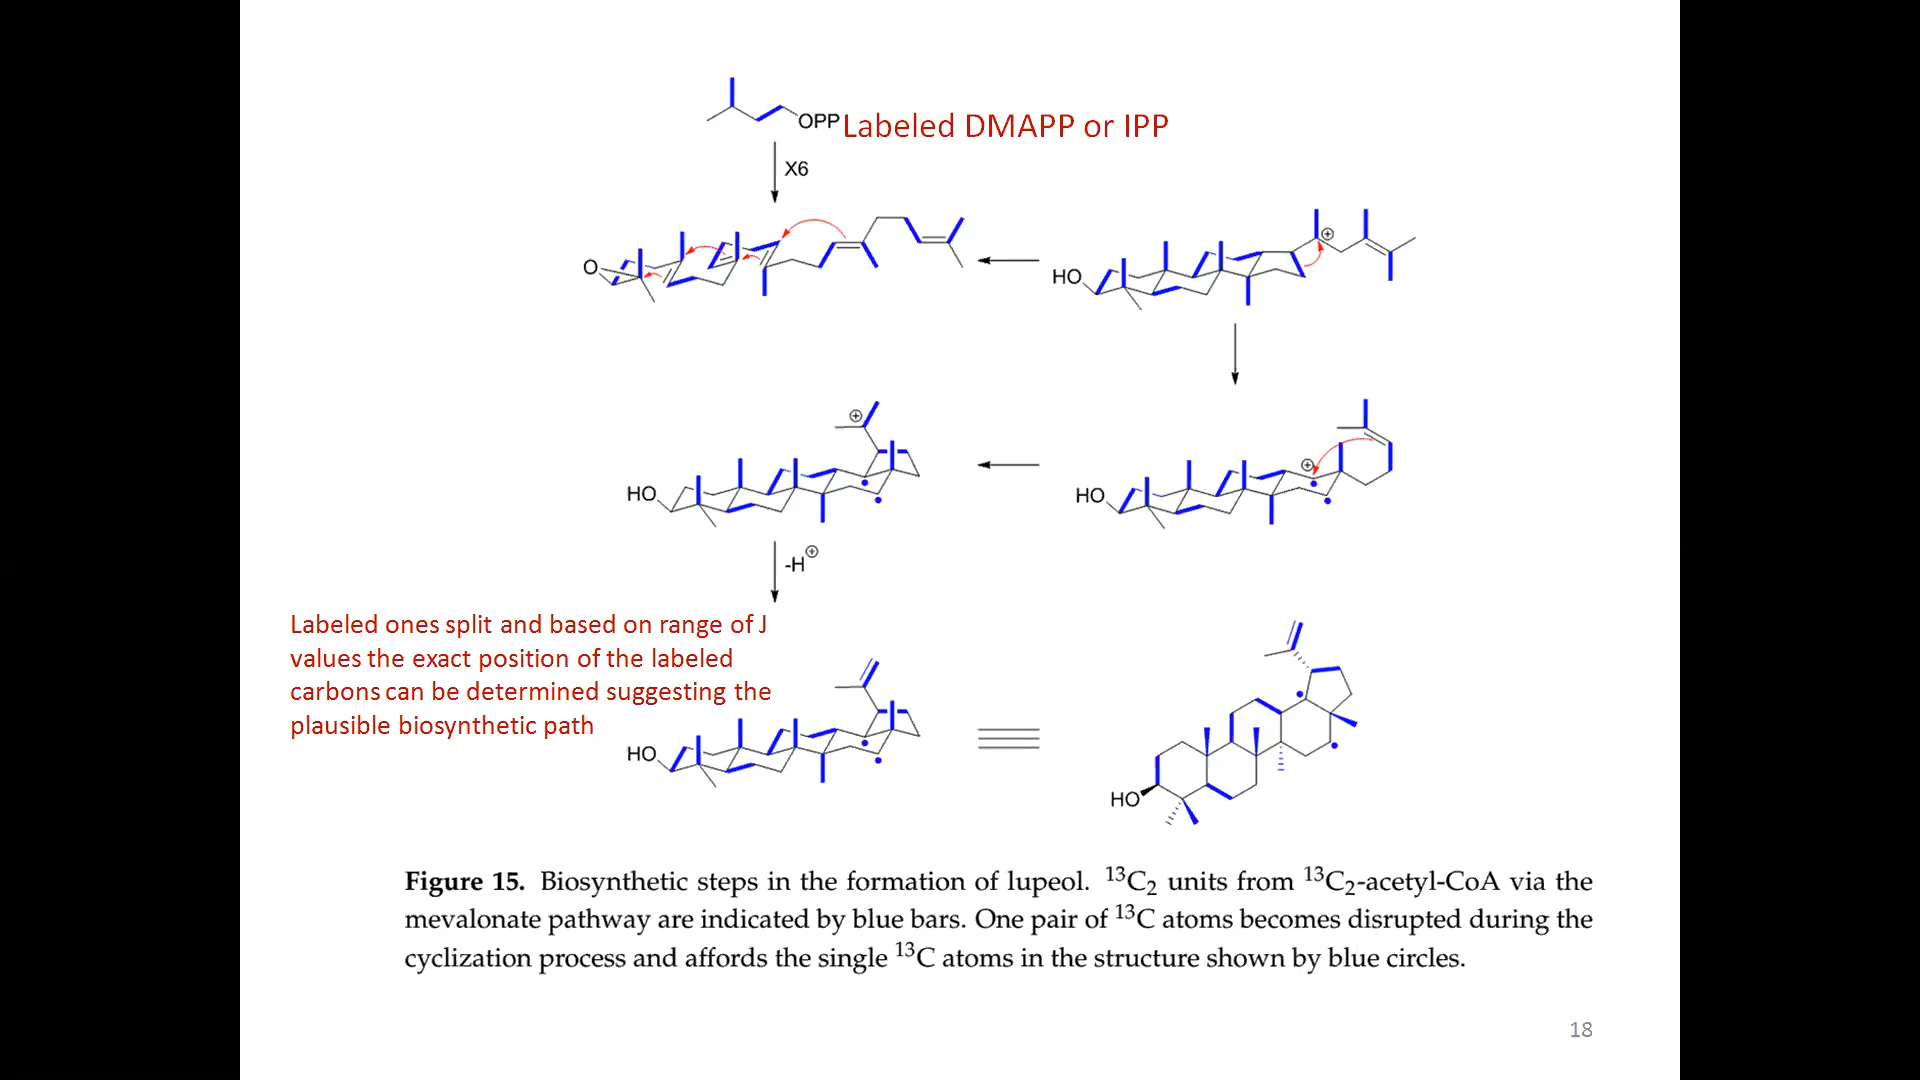 OPP Labeled DMAPP or IPP
X6
O
HO
HO
HO
-H⊕
Labeled ones split and based on range of J
values the exact position of the labeled
carbons can be determined suggesting the
plausible biosynthetic path
HO
HO
Figure 15. Biosynthetic steps in the formation of lupeol. ¹³C₂ units from ¹³C₂-acetyl-CoA via the
mevalonate pathway are indicated by blue bars. One pair of ¹³C atoms becomes disrupted during the
cyclization process and affords the single ¹³C atoms in the structure shown by blue circles.
18